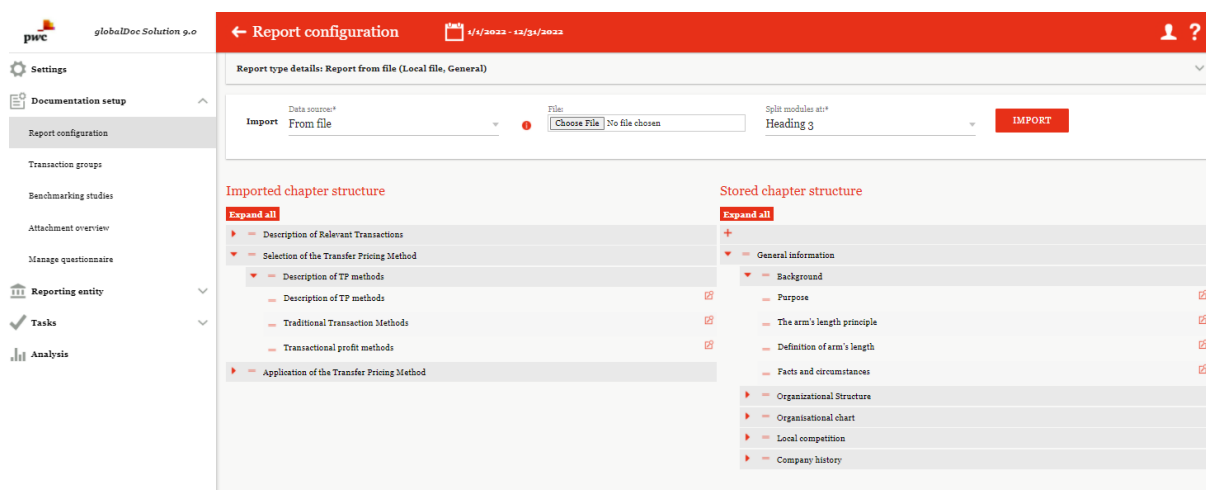 pwc
globalDoc Solution 9.0
Report configuration
1/1/2022 - 12/31/2022
?
Settings
Documentation setup
Report configuration
Transaction groups
Benchmarking studies
Attachment overview
Manage questionnaire
Reporting entity
Tasks
Analysis
Report type details: Report from file (Local file, General)
Import
Data source:*
From file
File:
Choose File No file chosen
Split modules at:*
Heading 3
IMPORT
Imported chapter structure
Expand all
Description of Relevant Transactions
Selection of the Transfer Pricing Method
Description of TP methods
Description of TP methods
Traditional Transaction Methods
Transactional profit methods
Application of the Transfer Pricing Method
Stored chapter structure
Expand all
General information
Background
Purpose
The arm's length principle
Definition of arm's length
Facts and circumstances
Organizational Structure
Organisational chart
Local competition
Company history